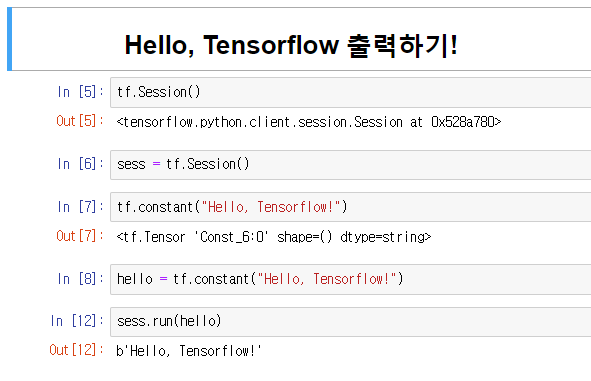 Hello, Tensorflow 출력하기!
In [5]: tf.Session()
Out[5]: <tensorflow.python.client.session.Session at 0x528a780>
In [6]: sess = tf.Session()
In [7]: tf.constant("Hello, Tensorflow!")
Out[7]: <tf.Tensor 'Const_6:0' shape=() dtype=string>
In [8]: hello = tf.constant("Hello, Tensorflow!")
In [12]: sess.run(hello)
Out[12]: b'Hello, Tensorflow!'